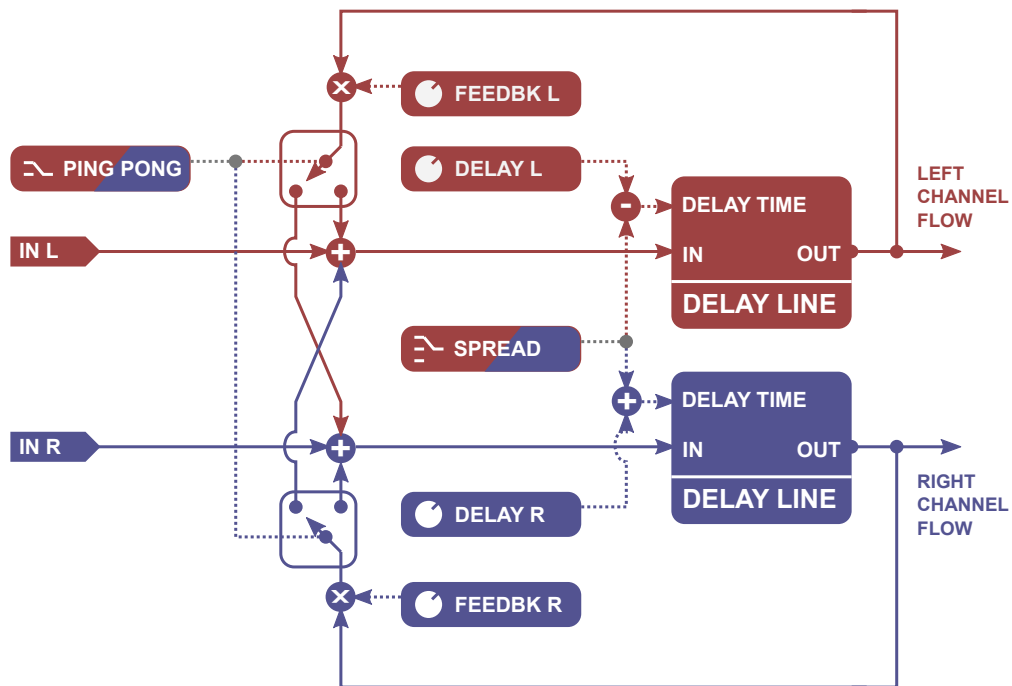 FEEDBK L
PING PONG
DELAY L
LEFT
CHANNEL
FLOW
DELAY TIME
-
IN L
+
IN
OUT
DELAY LINE
SPREAD
DELAY TIME
+
IN R
+
IN
OUT
DELAY LINE
RIGHT
CHANNEL
FLOW
DELAY R
x
FEEDBK R
x